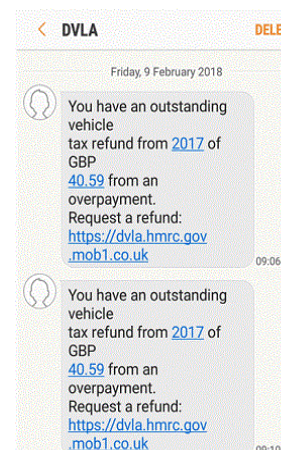 DVLA
DELE
Friday, 9 February 2018
You have an outstanding
vehicle
tax refund from 2017 of
GBP
40.59 from an
overpayment.
Request a refund:
https://dvla.hmrc.gov
.mob1.co.uk
09:06
You have an outstanding
vehicle
tax refund from 2017 of
GBP
40.59 from an
overpayment.
Request a refund:
https://dvla.hmrc.gov
.mob1.co.uk
09:10